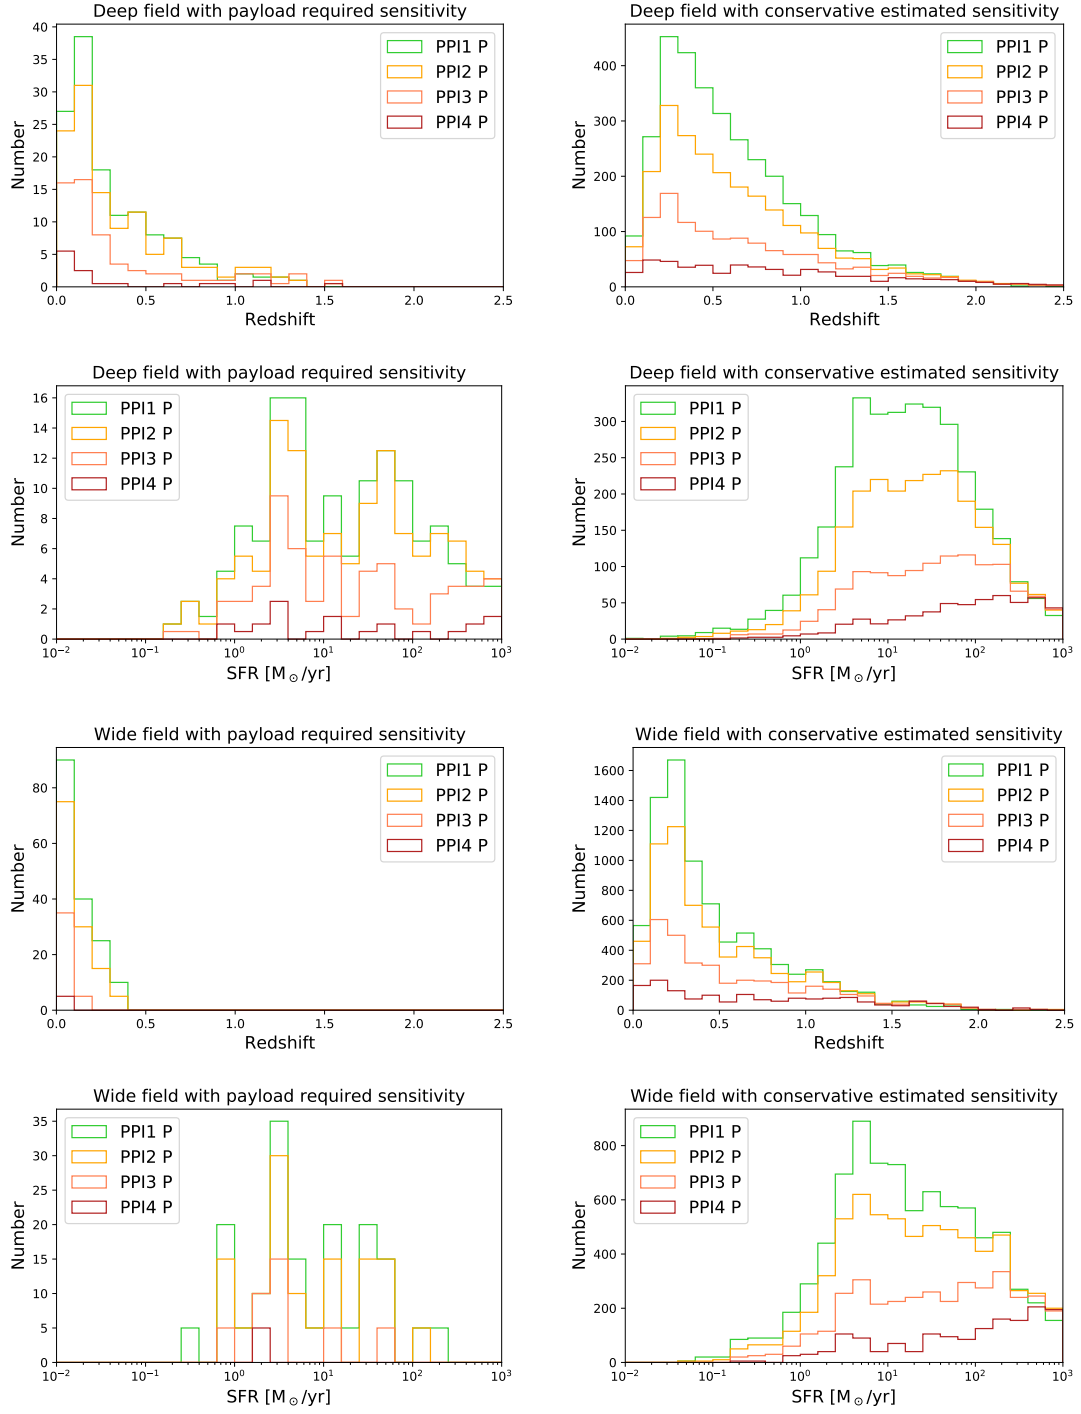 Deep field with payload required sensitivity
40
35
30
25
20
15
10
5
0
Number
PPI1 P
PPI2 P
PPI3 P
PPI4 P
0.0 0.5 1.0 1.5 2.0 2.5
Redshift
Deep field with conservative estimated sensitivity
400
300
200
100
0
Number
PPI1 P
PPI2 P
PPI3 P
PPI4 P
0.0 0.5 1.0 1.5 2.0 2.5
Redshift
Deep field with payload required sensitivity
16
14
12
10
8
6
4
2
0
Number
PPI1 P
PPI2 P
PPI3 P
PPI4 P
10⁻² 10⁻¹ 10⁰ 10¹ 10² 10³
SFR [M⊙/yr]
Deep field with conservative estimated sensitivity
300
250
200
150
100
50
0
Number
PPI1 P
PPI2 P
PPI3 P
PPI4 P
10⁻² 10⁻¹ 10⁰ 10¹ 10² 10³
SFR [M⊙/yr]
Wide field with payload required sensitivity
80
60
40
20
0
Number
PPI1 P
PPI2 P
PPI3 P
PPI4 P
0.0 0.5 1.0 1.5 2.0 2.5
Redshift
Wide field with conservative estimated sensitivity
1600
1400
1200
1000
800
600
400
200
0
Number
PPI1 P
PPI2 P
PPI3 P
PPI4 P
0.0 0.5 1.0 1.5 2.0 2.5
Redshift
Wide field with payload required sensitivity
35
30
25
20
15
10
5
0
Number
PPI1 P
PPI2 P
PPI3 P
PPI4 P
10⁻² 10⁻¹ 10⁰ 10¹ 10² 10³
SFR [M⊙/yr]
Wide field with conservative estimated sensitivity
800
600
400
200
0
Number
PPI1 P
PPI2 P
PPI3 P
PPI4 P
10⁻² 10⁻¹ 10⁰ 10¹ 10² 10³
SFR [M⊙/yr]